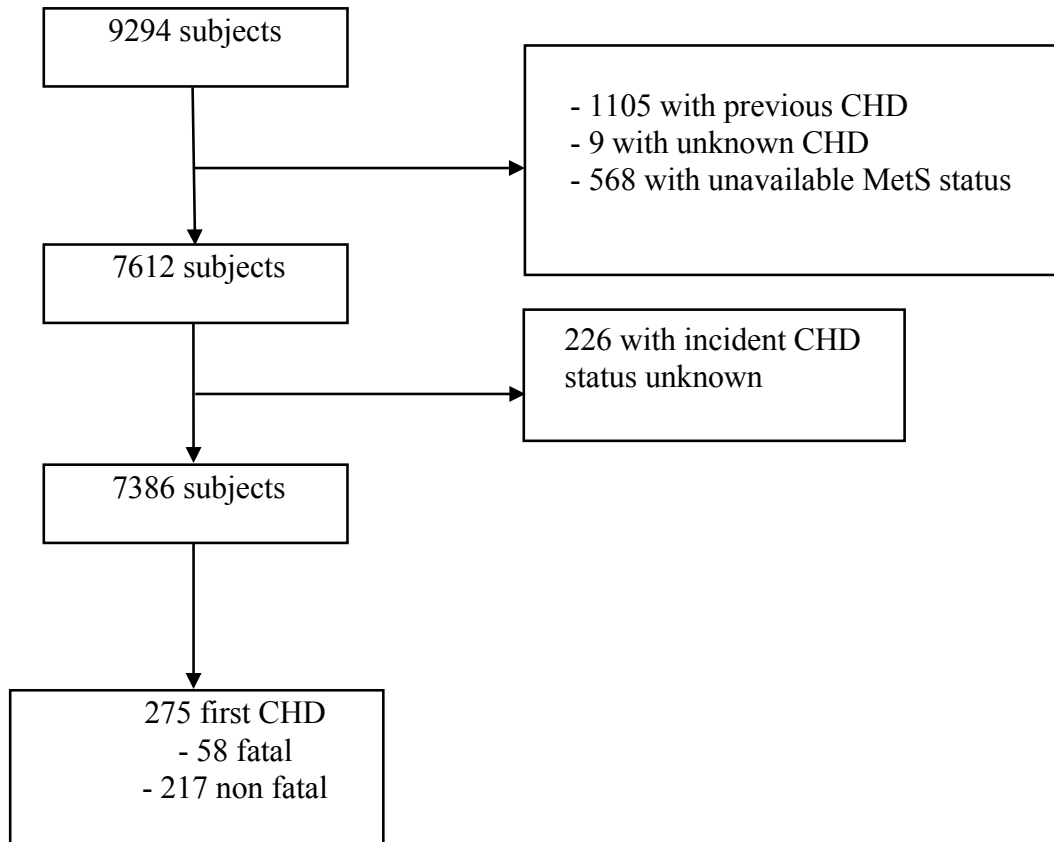 9294 subjects
- 1105 with previous CHD
- 9 with unknown CHD
- 568 with unavailable MetS status
7612 subjects
226 with incident CHD
status unknown
7386 subjects
275 first CHD
- 58 fatal
- 217 non fatal